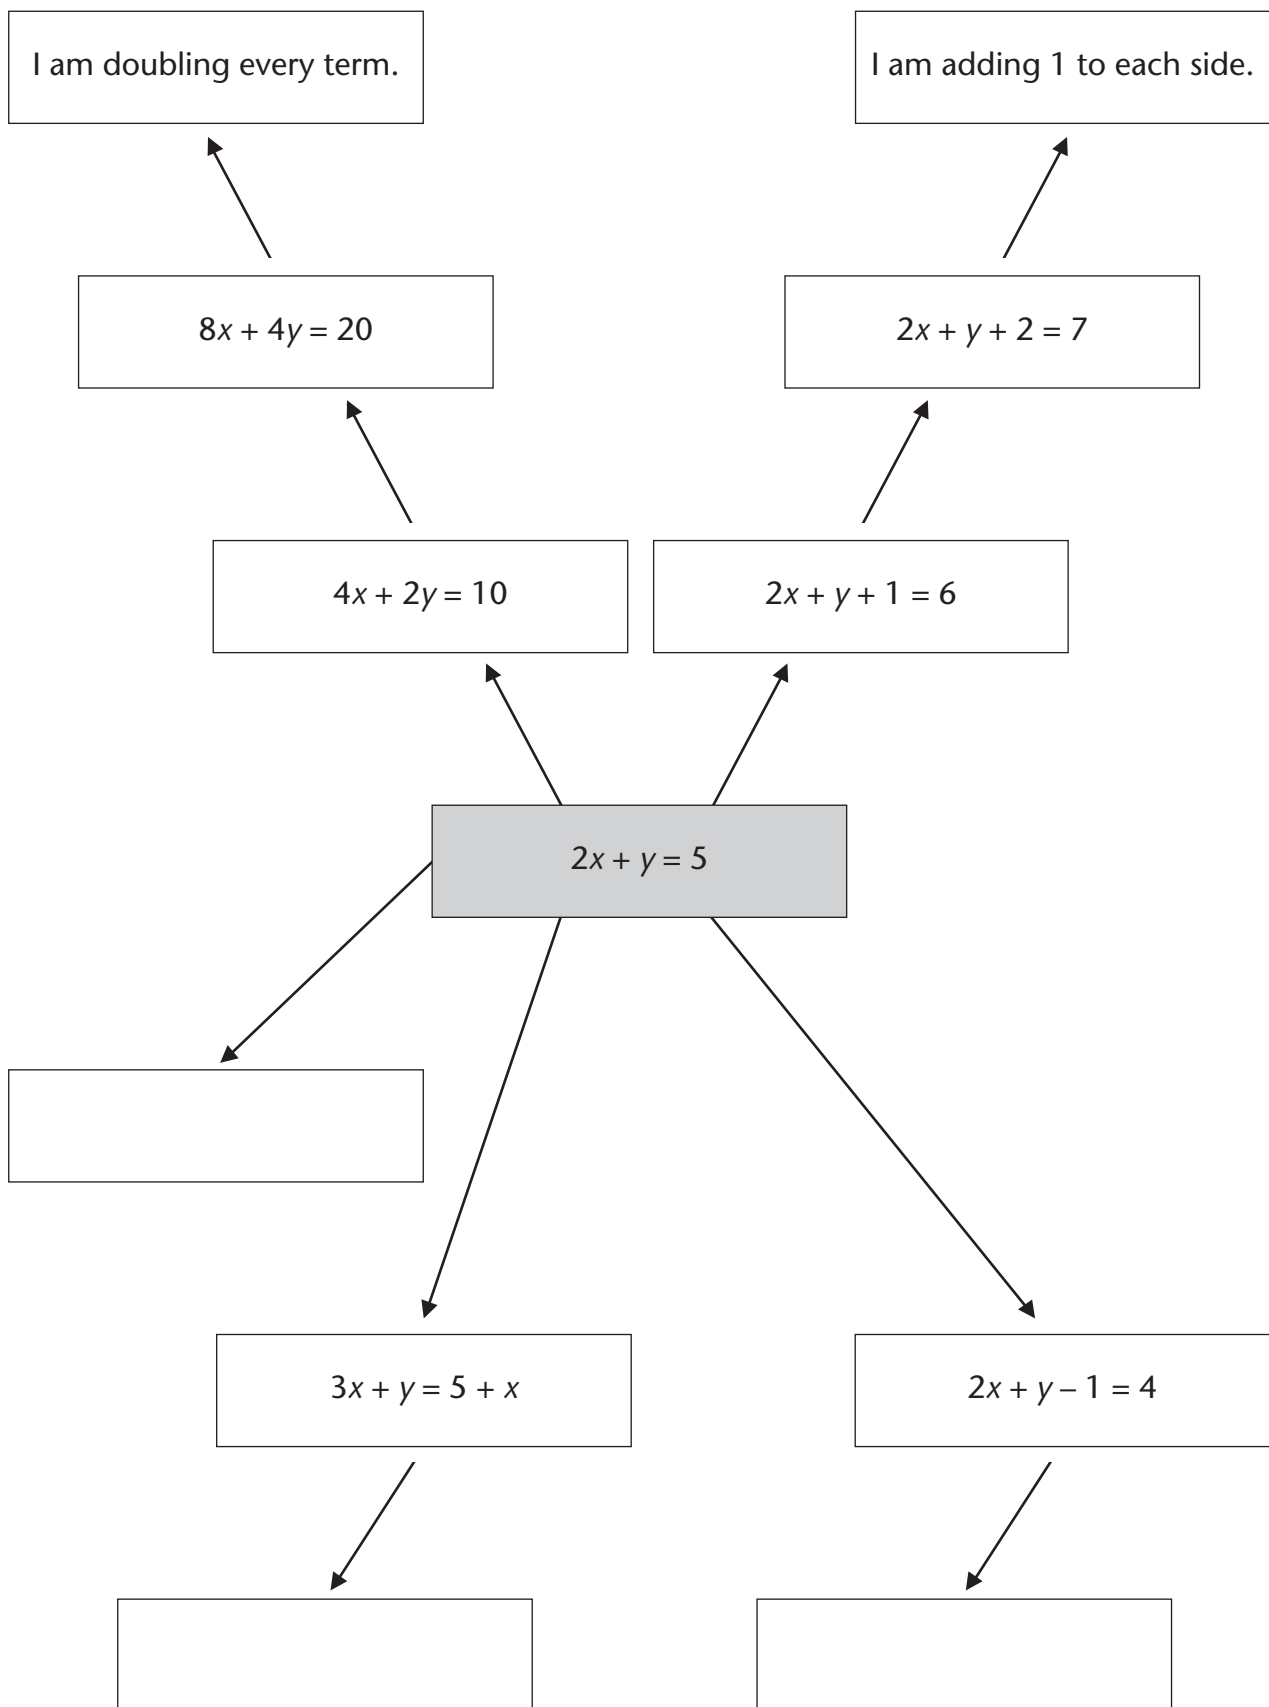 I am doubling every term.
I am adding 1 to each side.
8x + 4y = 20
2x + y + 2 = 7
4x + 2y = 10
2x + y + 1 = 6
2x + y = 5
3x + y = 5 + x
2x + y – 1 = 4